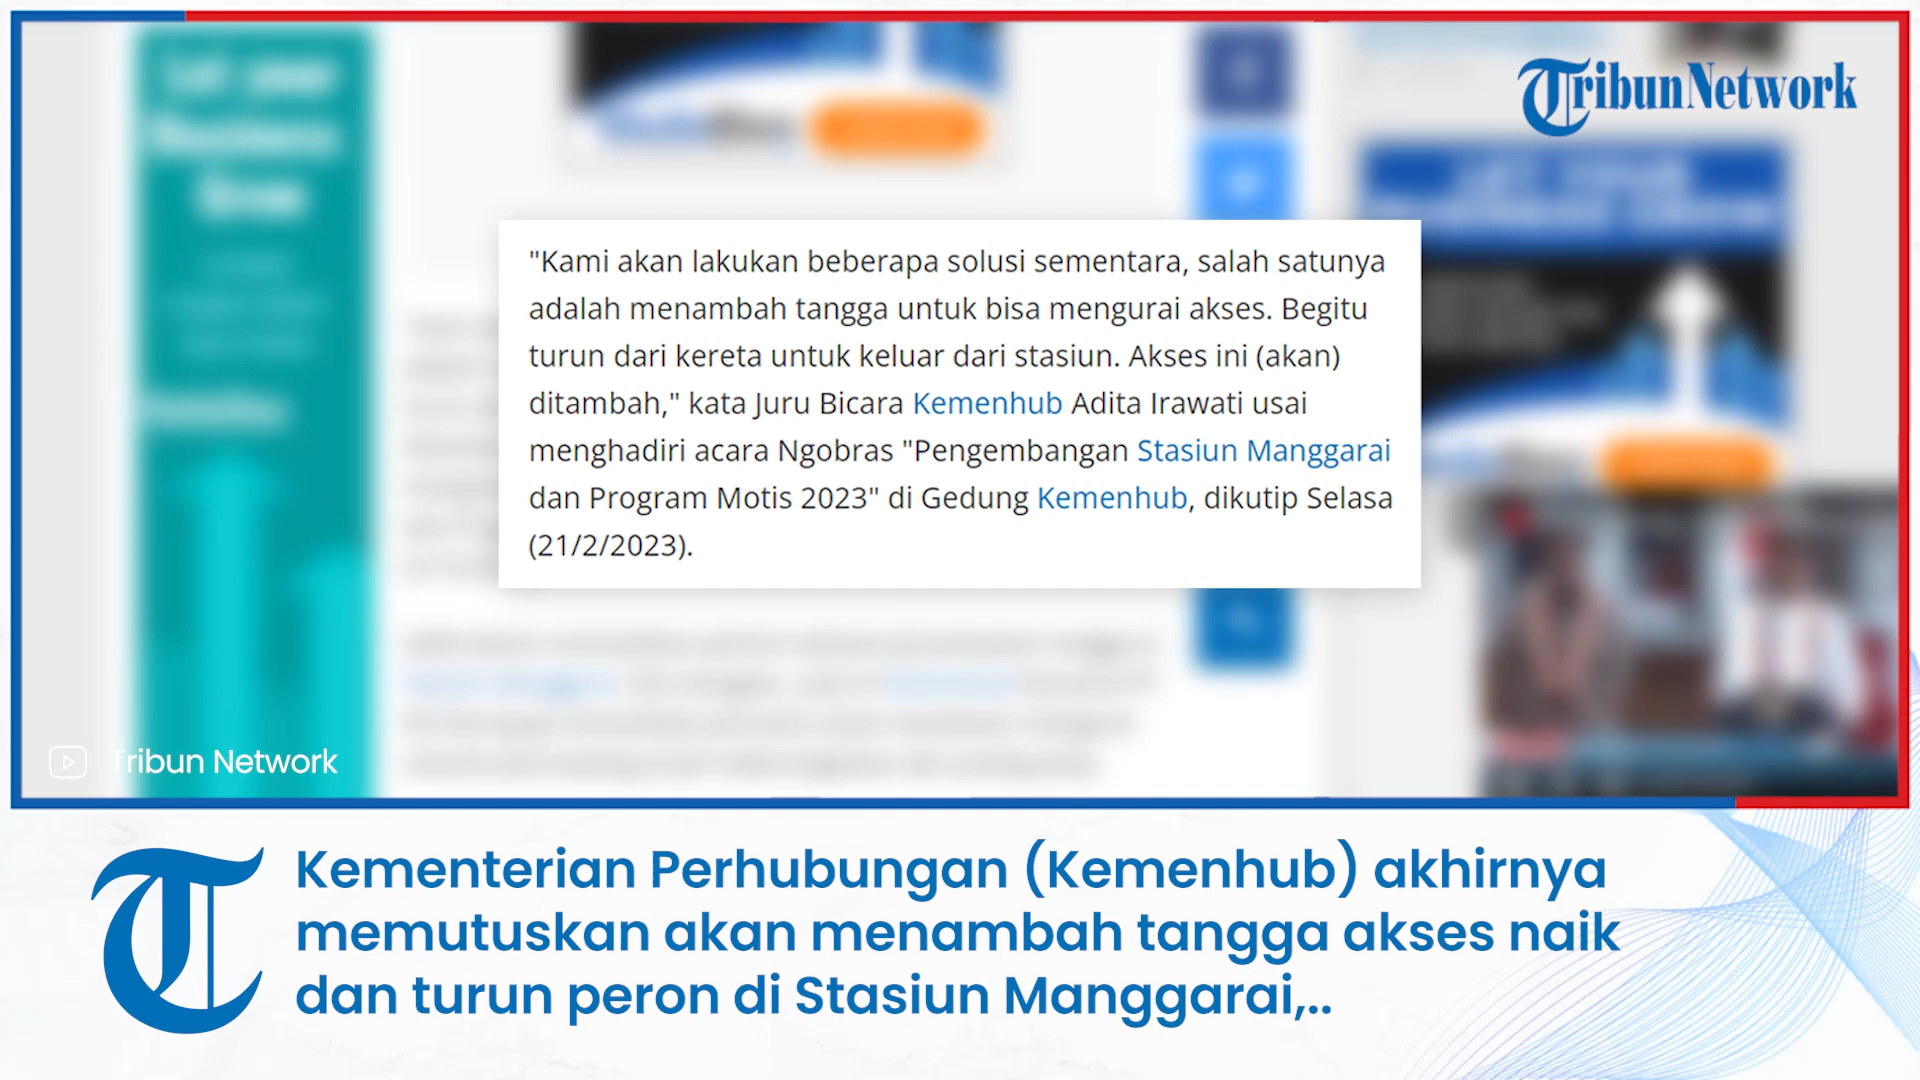 TribunNetwork
"Kami akan lakukan beberapa solusi sementara, salah satunya
adalah menambah tangga untuk bisa mengurai akses. Begitu
turun dari kereta untuk keluar dari stasiun. Akses ini (akan)
ditambah," kata Juru Bicara Kemenhub Adita Irawati usai
menghadiri acara Ngobras "Pengembangan Stasiun Manggarai
dan Program Motis 2023" di Gedung Kemenhub, dikutip Selasa
(21/2/2023).
Tribun Network
Kementerian Perhubungan (Kemenhub) akhirnya
memutuskan akan menambah tangga akses naik
dan turun peron di Stasiun Manggarai,..